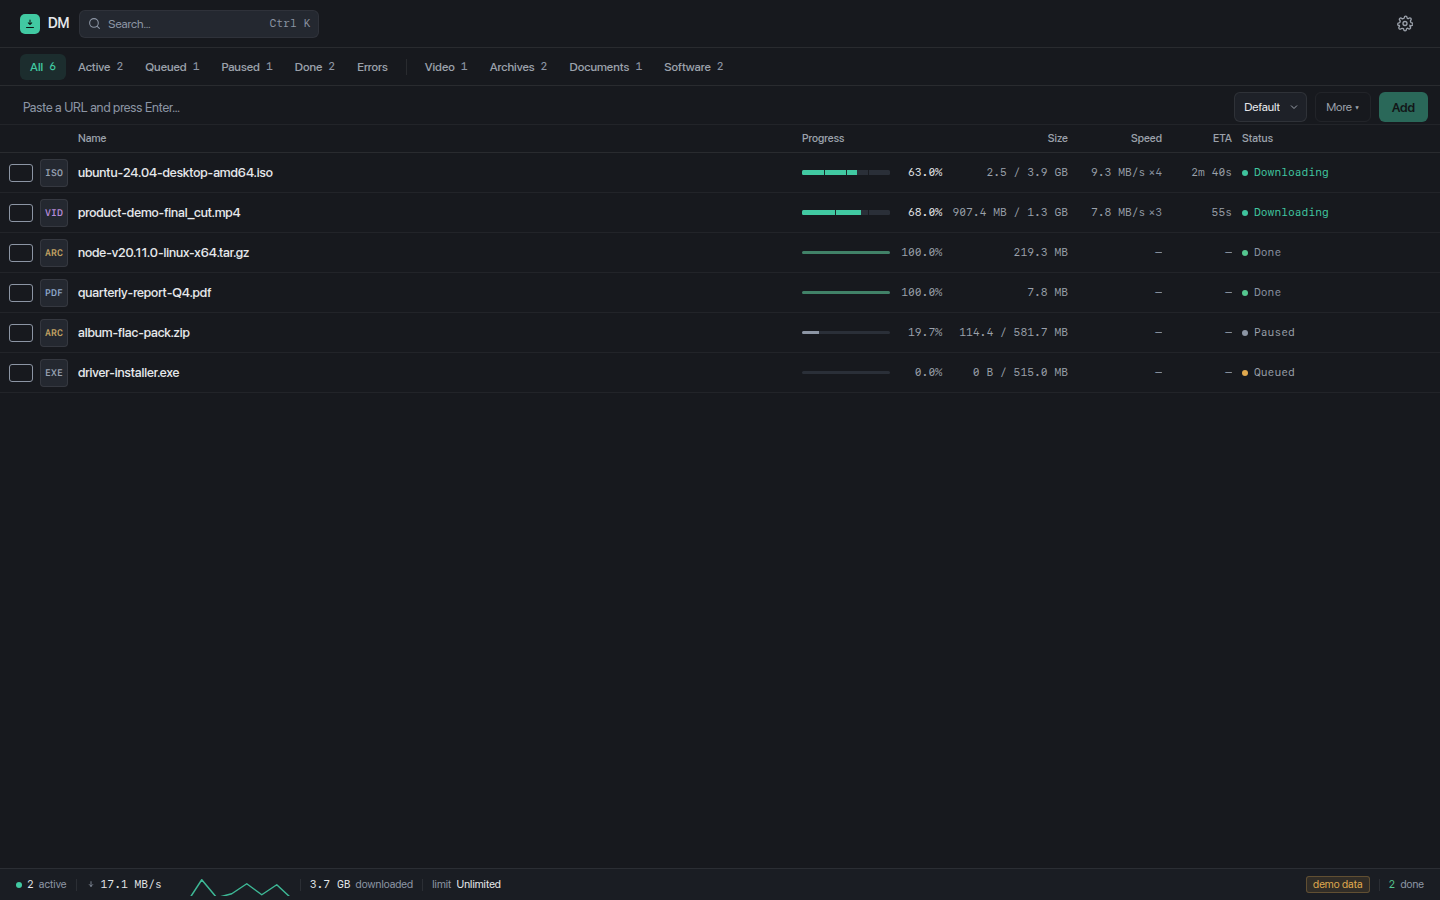 DM Search... Ctrl K
All 6 Active 2 Queued 1 Paused 1 Done 2 Errors Video 1 Archives 2 Documents 1 Software 2
Paste a URL and press Enter... Default More Add
Name Progress Size Speed ETA Status
ISO ubuntu-24.04-desktop-amd64.iso 63.0% 2.5 / 3.9 GB 9.3 MB/s ×4 2m 40s Downloading
VID product-demo-final_cut.mp4 68.0% 907.4 MB / 1.3 GB 7.8 MB/s ×3 55s Downloading
ARC node-v20.11.0-linux-x64.tar.gz 100.0% 219.3 MB — — Done
PDF quarterly-report-Q4.pdf 100.0% 7.8 MB — — Done
ARC album-flac-pack.zip 19.7% 114.4 / 581.7 MB — — Paused
EXE driver-installer.exe 0.0% 0 B / 515.0 MB — — Queued
2 active ↓ 17.1 MB/s 3.7 GB downloaded limit Unlimited demo data 2 done